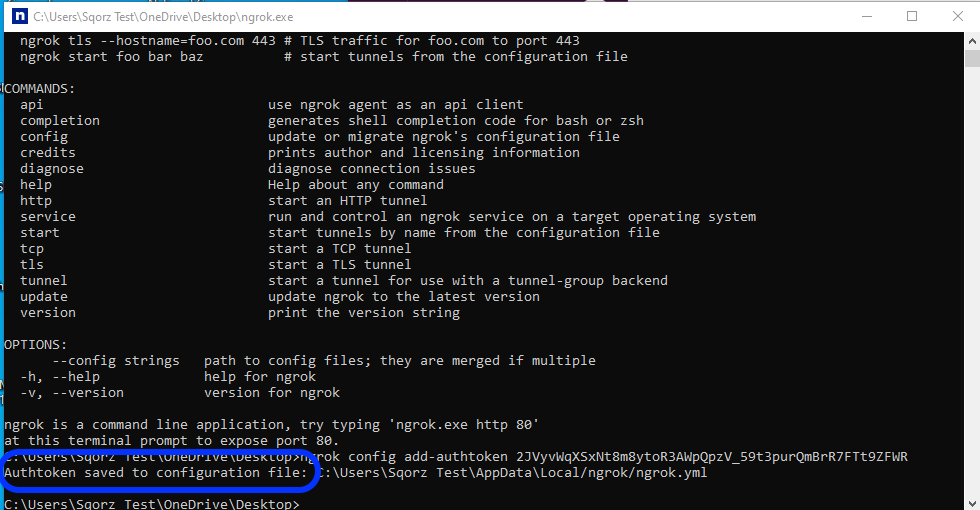 n C:\Users\Sqorz Test\OneDrive\Desktop\ngrok.exe
ngrok tls --hostname=foo.com 443 # TLS traffic for foo.com to port 443
ngrok start foo bar baz # start tunnels from the configuration file
COMMANDS:
api use ngrok agent as an api client
completion generates shell completion code for bash or zsh
config update or migrate ngrok's configuration file
credits prints author and licensing information
diagnose diagnose connection issues
help Help about any command
http start an HTTP tunnel
service run and control an ngrok service on a target operating system
start start tunnels by name from the configuration file
tcp start a TCP tunnel
tls start a TLS tunnel
tunnel start a tunnel for use with a tunnel-group backend
update update ngrok to the latest version
version print the version string
OPTIONS:
--config strings path to config files; they are merged if multiple
-h, --help help for ngrok
-v, --version version for ngrok
ngrok is a command line application, try typing 'ngrok.exe http 80'
at this terminal prompt to expose port 80.
C:\Users\Sqorz Test\OneDrive\Desktop>ngrok config add-authtoken 2JVyvWqXSxNt8m8ytoR3AWpQpzV_59t3purQmBrR7FTt9ZFWR
Authtoken saved to configuration file: C:\Users\Sqorz Test\AppData\Local/ngrok/ngrok.yml
C:\Users\Sqorz Test\OneDrive\Desktop>